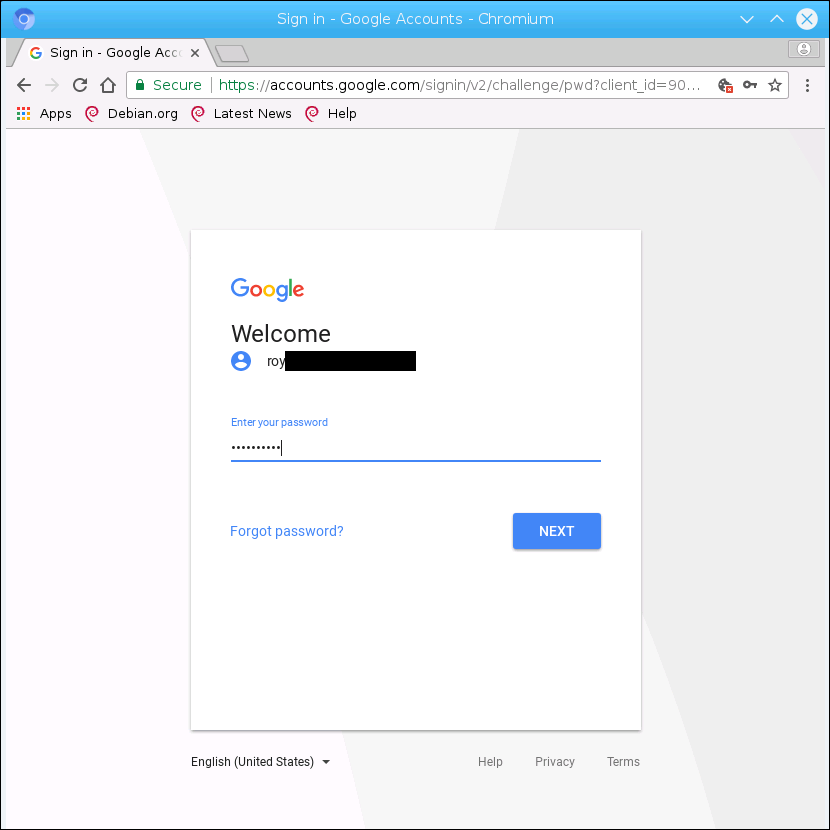 Sign in - Google Accounts - Chromium
Sign in - Google Acc
Secure https://accounts.google.com/signin/v2/challenge/pwd?client_id=90...
Apps Debian.org Latest News Help
Google
Welcome
roy
Enter your password
••••••••••
Forgot password? NEXT
English (United States) Help Privacy Terms